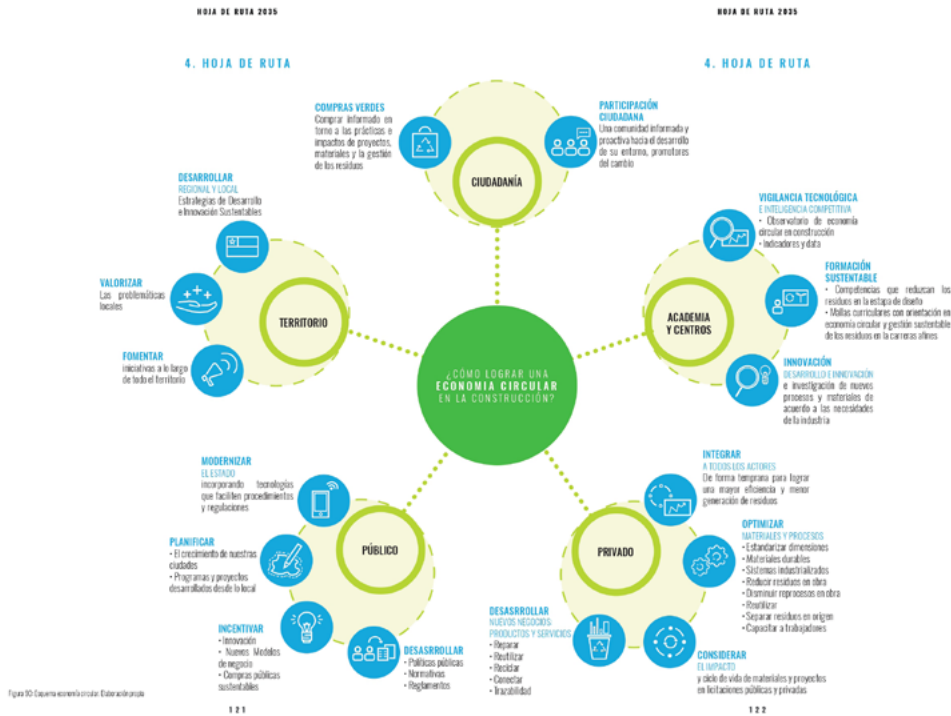 HOJA DE RUTA 2035
HOJA DE RUTA 2035
4. HOJA DE RUTA
4. HOJA DE RUTA
COMPRAS VERDES
Comprar informado en
torno a las prácticas e
impactos de proyectos,
materiales y la gestión
de los residuos
PARTICIPACIÓN
CIUDADANA
Una comunidad informada y
proactiva hacia el desarrollo
de su entorno, promotores
del cambio
CIUDADANÍA
DESARROLLAR
REGIONAL Y LOCAL
Estrategias de Desarrollo
e Innovación Sustentables
VALORIZAR
Las problemáticas
locales
FOMENTAR
iniciativas a lo largo
de todo el territorio
TERRITORIO
VIGILANCIA TECNOLÓGICA
E INTELIGENCIA COMPETITIVA
• Observatorio de economía
circular en construcción
• Indicadores y data
FORMACIÓN
SUSTENTABLE
• Competencias que reduzcan los
residuos en la estapa de diseño
• Mallas curriculares con orientación en
economía circular y gestión sustentable
de los residuos en la carreras afines
INNOVACIÓN
DESARROLLO E INNOVACIÓN
e investigación de nuevos
procesos y materiales de
acuerdo a las necesidades
de la industria
ACADEMIA
Y CENTROS
¿CÓMO LOGRAR UNA
ECONOMIA CIRCULAR
EN LA CONSTRUCCIÓN?
MODERNIZAR
EL ESTADO
incorporando tecnologías
que faciliten procedimientos
y regulaciones
PLANIFICAR
• El crecimiento de nuestras
ciudades
• Programas y proyectos
desarrollados desde lo local
INCENTIVAR
• Innovación
• Nuevos Modelos
de negocio
• Compras públicas
sustentables
DESASRROLLAR
• Políticas públicas
• Normativas
• Reglamentos
PÚBLICO
INTEGRAR
A TODOS LOS ACTORES
De forma temprana para lograr
una mayor eficiencia y menor
generación de residuos
OPTIMIZAR
MATERIALES Y PROCESOS
• Estandarizar dimensiones
• Materiales durables
• Sistemas industrializados
• Reducir residuos en obra
• Disminuir reprocesos en obra
• Reutilizar
• Separar residuos en origen
• Capacitar a trabajadores
PRIVADO
DESASRROLLAR
NUEVOS NEGOCIOS
PRODUCTOS Y SERVICIOS
• Reparar
• Reutilizar
• Reciclar
• Conectar
• Trazabilidad
CONSIDERAR
EL IMPACTO
y ciclo de vida de materiales y proyectos
en licitaciones públicas y privadas
Figura 90: Esquema economía circular. Elaboración propia
121
122